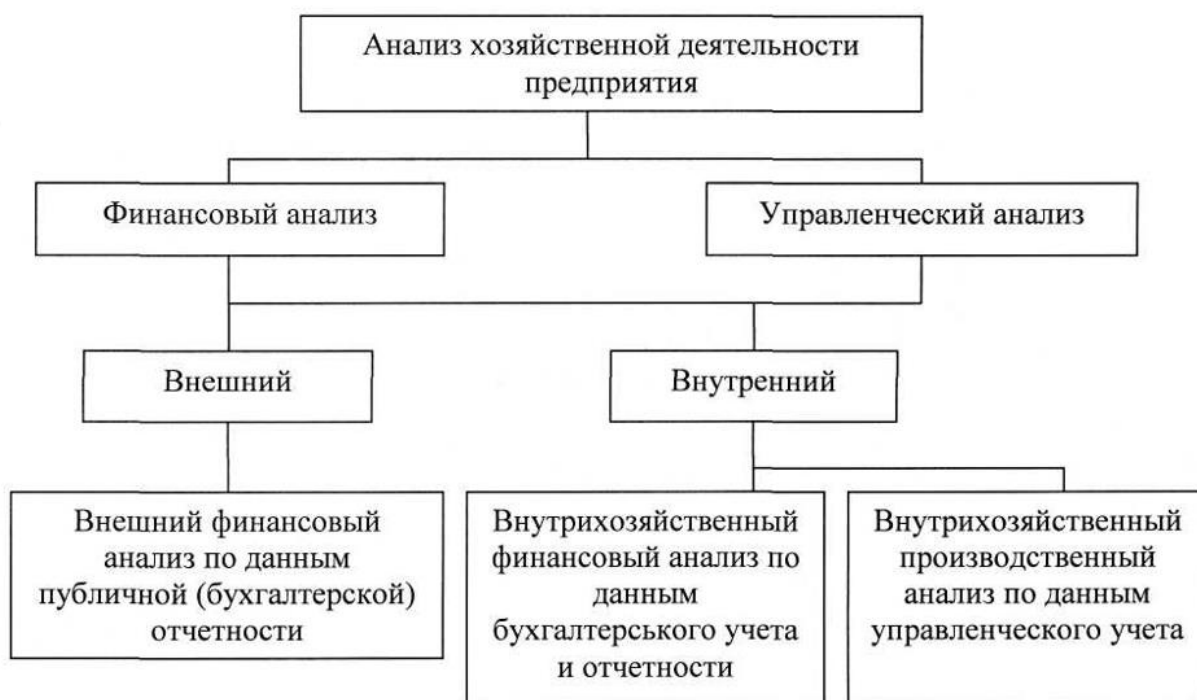 Анализ хозяйственной деятельности
предприятия
Финансовый анализ
Управленческий анализ
Внешний
Внутренний
Внешний финансовый
анализ по данным
публичной (бухгалтерской)
отчетности
Внутрихозяйственный
финансовый анализ по
данным
бухгалтерського учета
и отчетности
Внутрихозяйственный
производственный
анализ по данным
управленческого учета